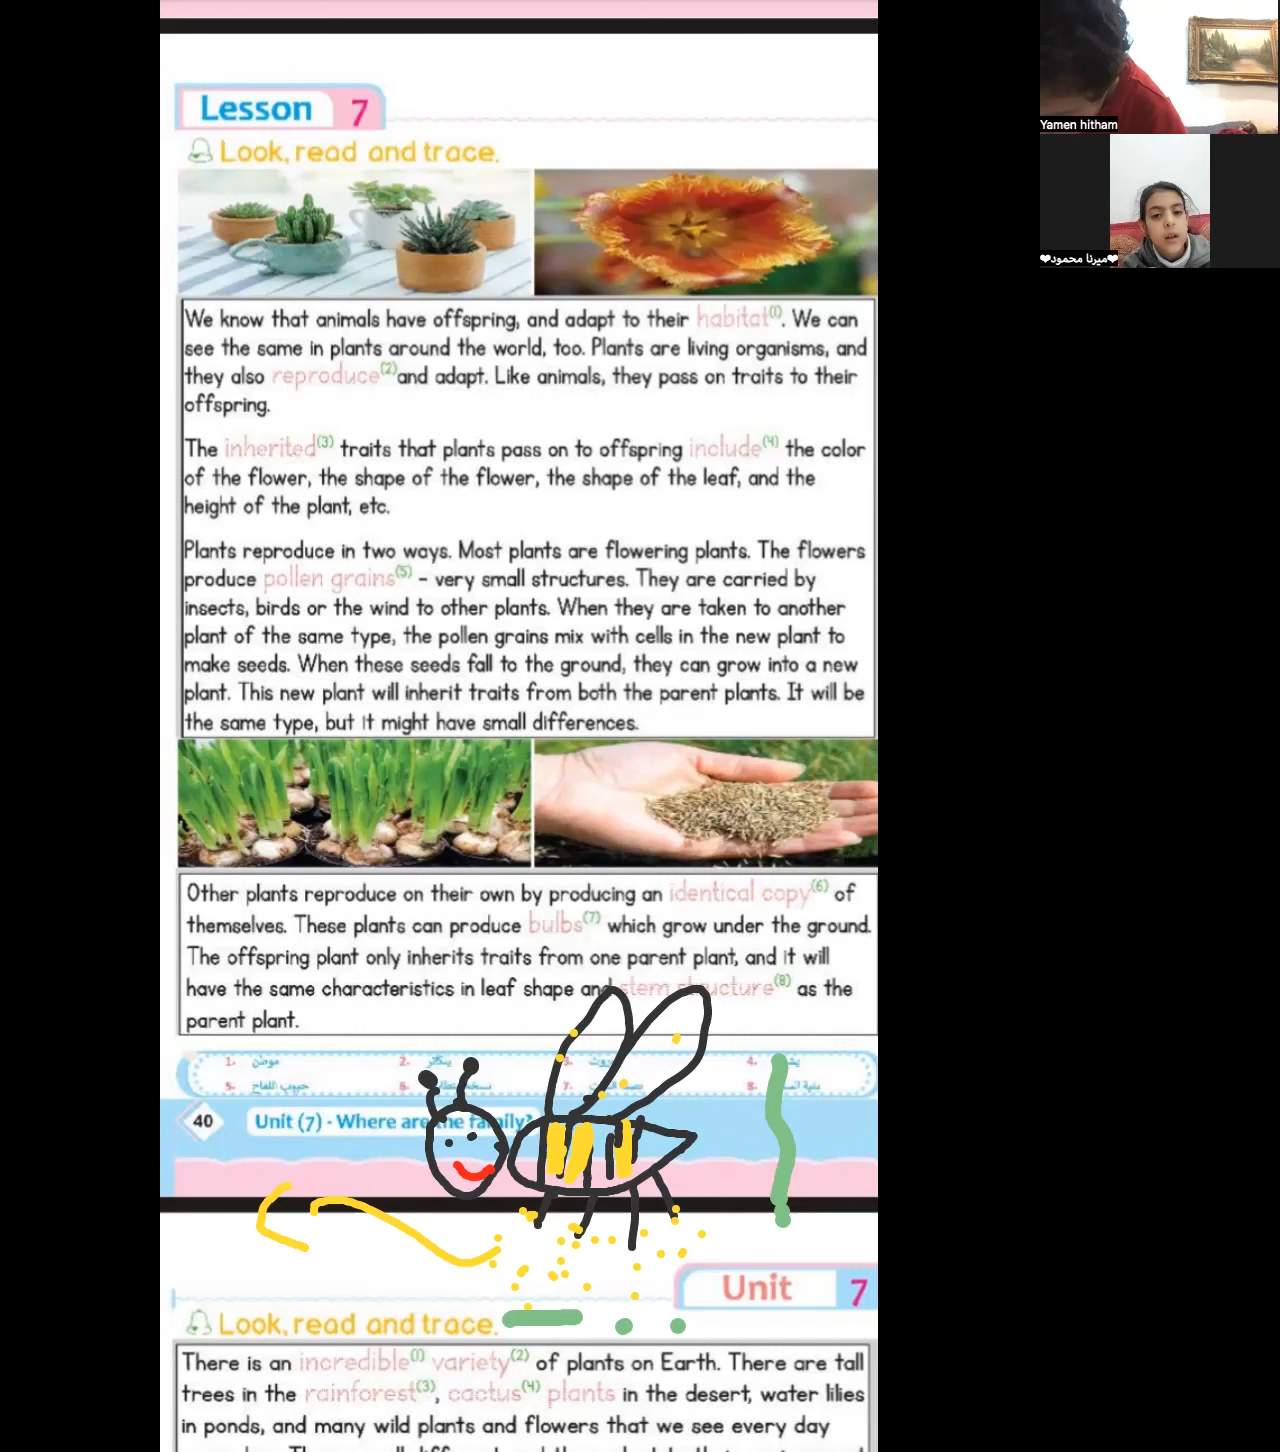 Lesson 7
Look, read and trace.
We know that animals have offspring, and adapt to their habitat(1). We can
see the same in plants around the world, too. Plants are living organisms, and
they also reproduce(2) and adapt. Like animals, they pass on traits to their
offspring.
The inherited(3) traits that plants pass on to offspring include(4) the color
of the flower, the shape of the flower, the shape of the leaf, and the
height of the plant, etc.
Plants reproduce in two ways. Most plants are flowering plants. The flowers
produce pollen grains(5) - very small structures. They are carried by
insects, birds or the wind to other plants. When they are taken to another
plant of the same type, the pollen grains mix with cells in the new plant to
make seeds. When these seeds fall to the ground, they can grow into a new
plant. This new plant will inherit traits from both the parent plants. It will be
the same type, but it might have small differences.
Other plants reproduce on their own by producing an identical copy(6) of
themselves. These plants can produce bulbs(7) which grow under the ground.
The offspring plant only inherits traits from one parent plant, and it will
have the same characteristics in leaf shape and stem structure(8) as the
parent plant.
1. موطن 2. يتكاثر 3. 4.
5. حبوب اللقاح 6. 7. 8. بنية
40 Unit (7) - Where are the family?
Unit 7
Look, read and trace.
There is an incredible(1) variety(2) of plants on Earth. There are tall
trees in the rainforest(3), cactus(4) plants in the desert, water lilies
in ponds, and many wild plants and flowers that we see every day
Yamen hitham
❤ميرنا محمود❤